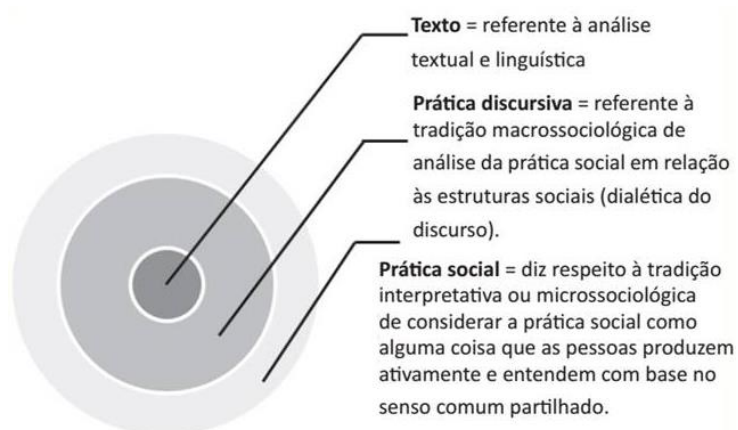 Texto = referente à análise
textual e linguística
Prática discursiva = referente à
tradição macrossociológica de
análise da prática social em relação
às estruturas sociais (dialética do
discurso).
Prática social = diz respeito à tradição
interpretativa ou microssociológica
de considerar a prática social como
alguma coisa que as pessoas produzem
ativamente e entendem com base no
senso comum partilhado.